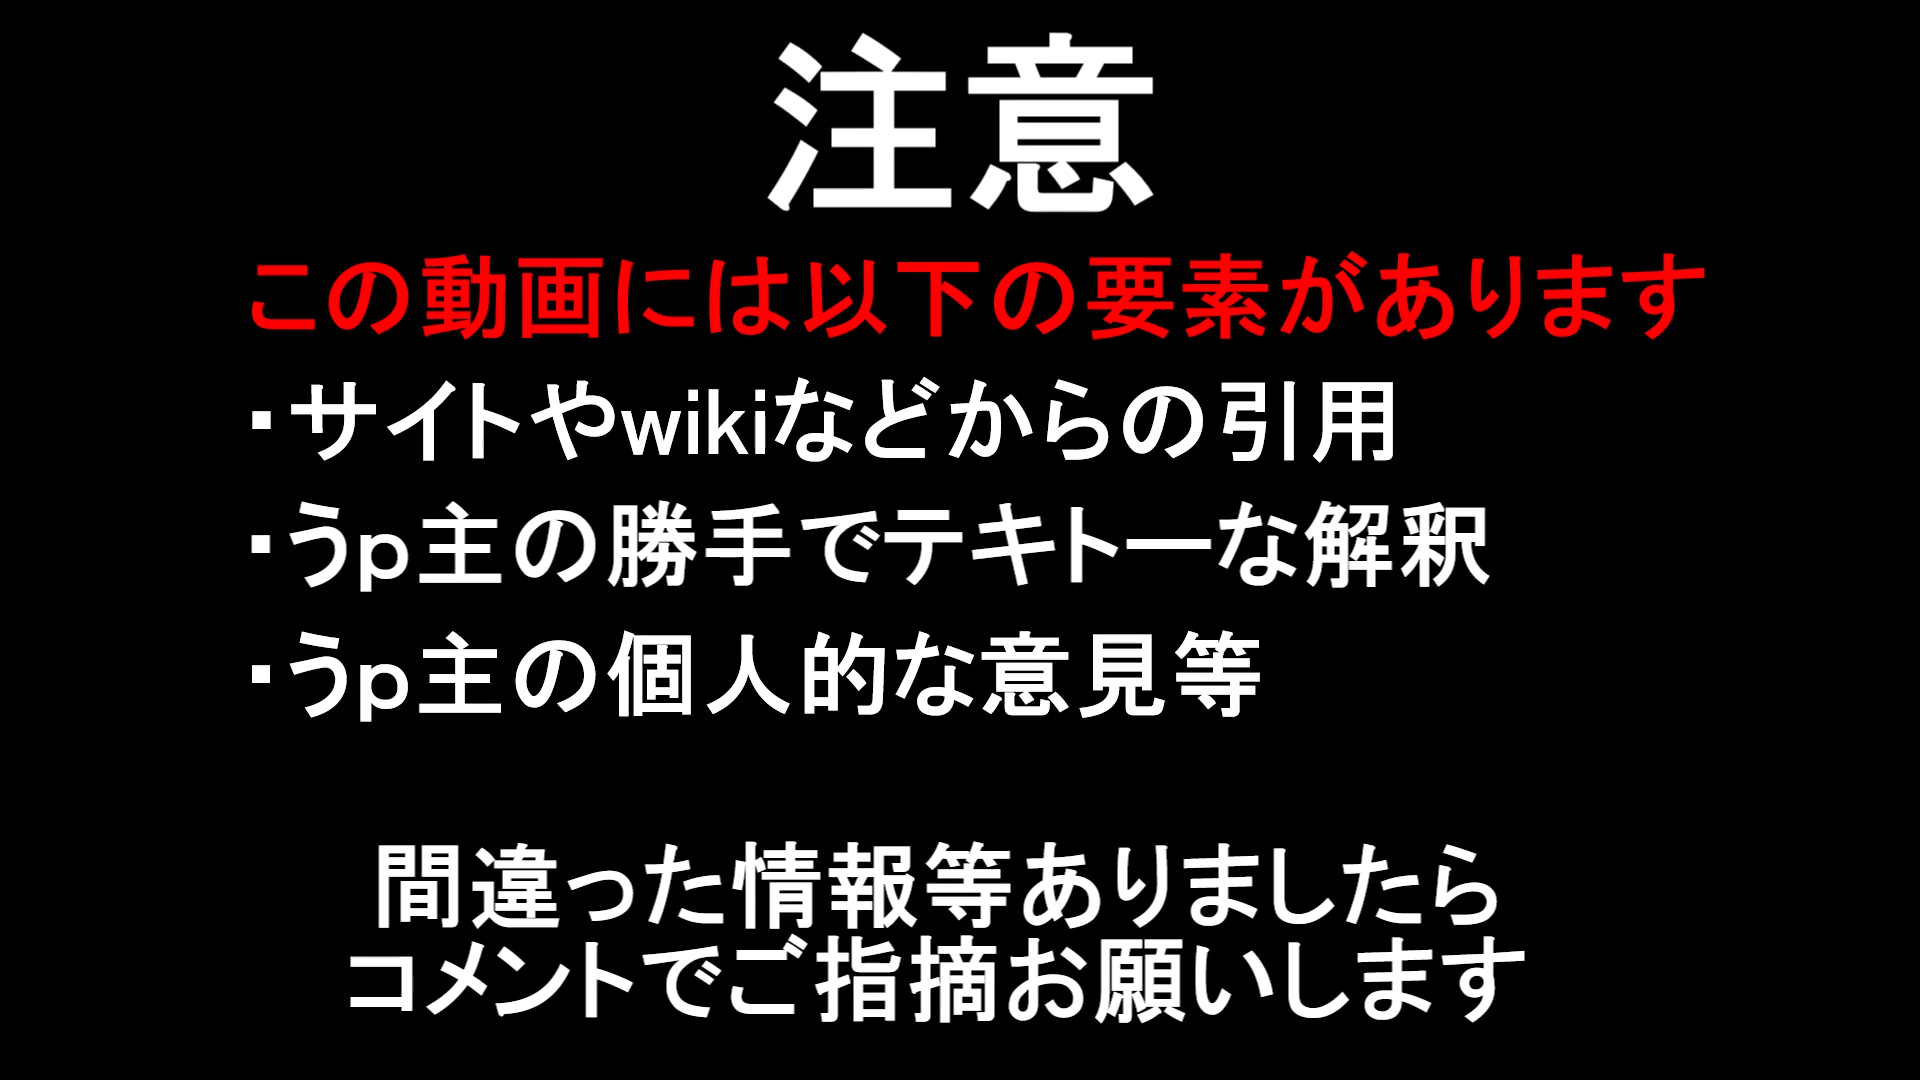 注意
この動画には以下の要素があります
・サイトやwikiなどからの引用
・うp主の勝手でテキトーな解釈
・うp主の個人的な意見等
間違った情報等ありましたら
コメントでご指摘お願いします